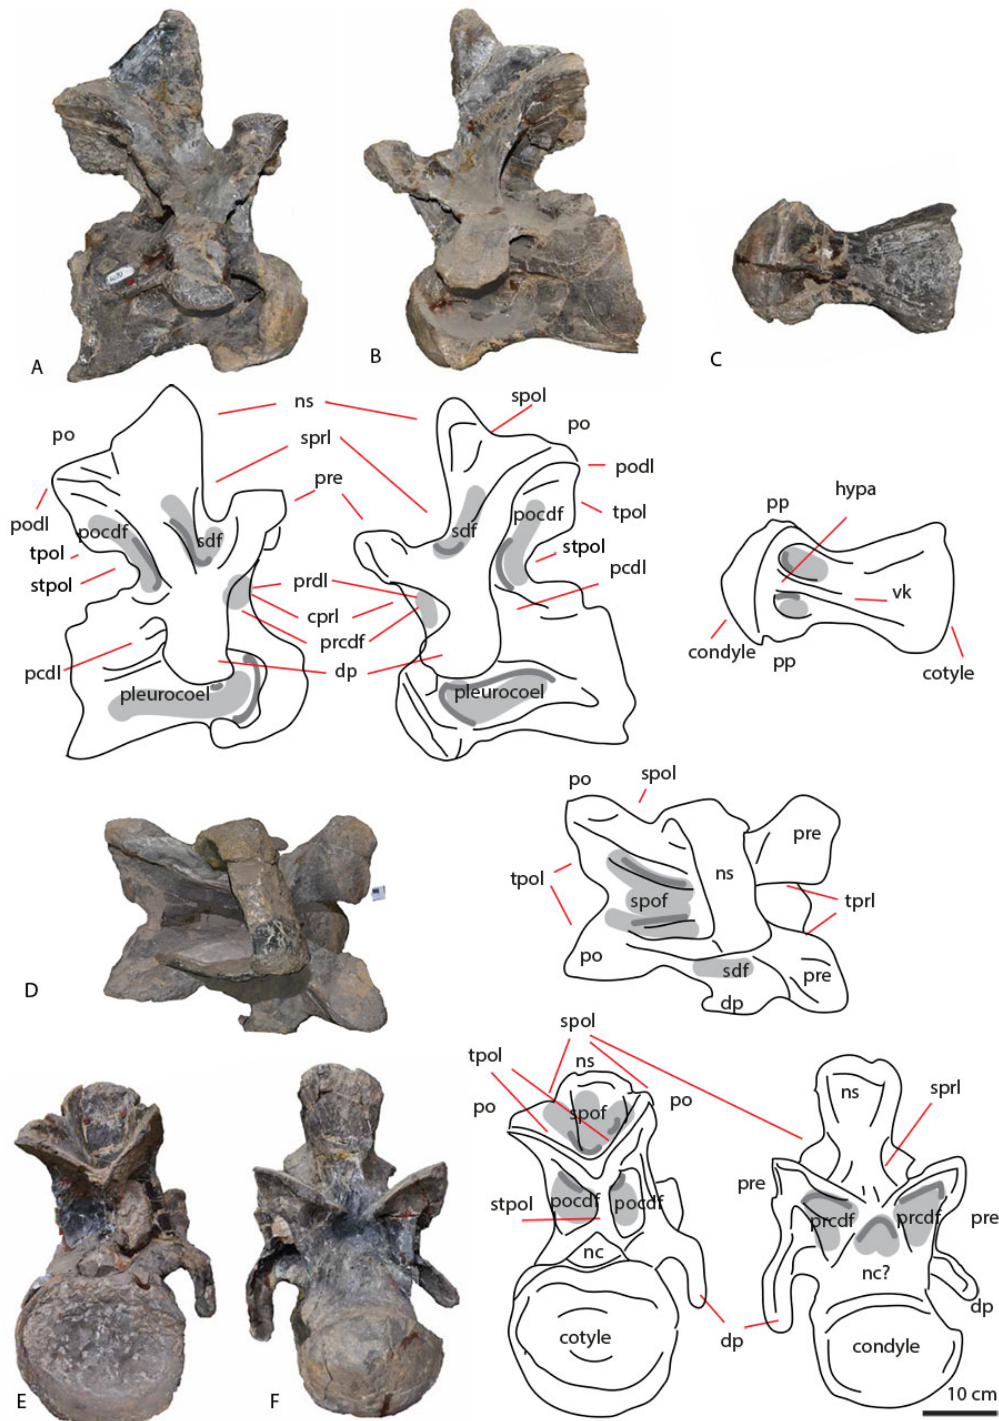 A
B
C
ns
spol
po
po
sprl
pre
podl
hypa
tpol
pp
podl
pocdf
sdf
sdf
pocdf
tpol
stpol
stpol
pcdl
prdl
cprl
vk
prcdf
pcdl
dp
condyle
pp
cotyle
pleurocoel
pleurocoel
po
spol
pre
ns
tpol
spof
tprl
po
sdf
pre
dp
D
spol
tpol
ns
ns
po
spof
po
sprl
pre
stpol
pocdf
pocdf
prcdf
prcdf
pre
nc
nc?
dp
cotyle
dp
condyle
E
F
10 cm